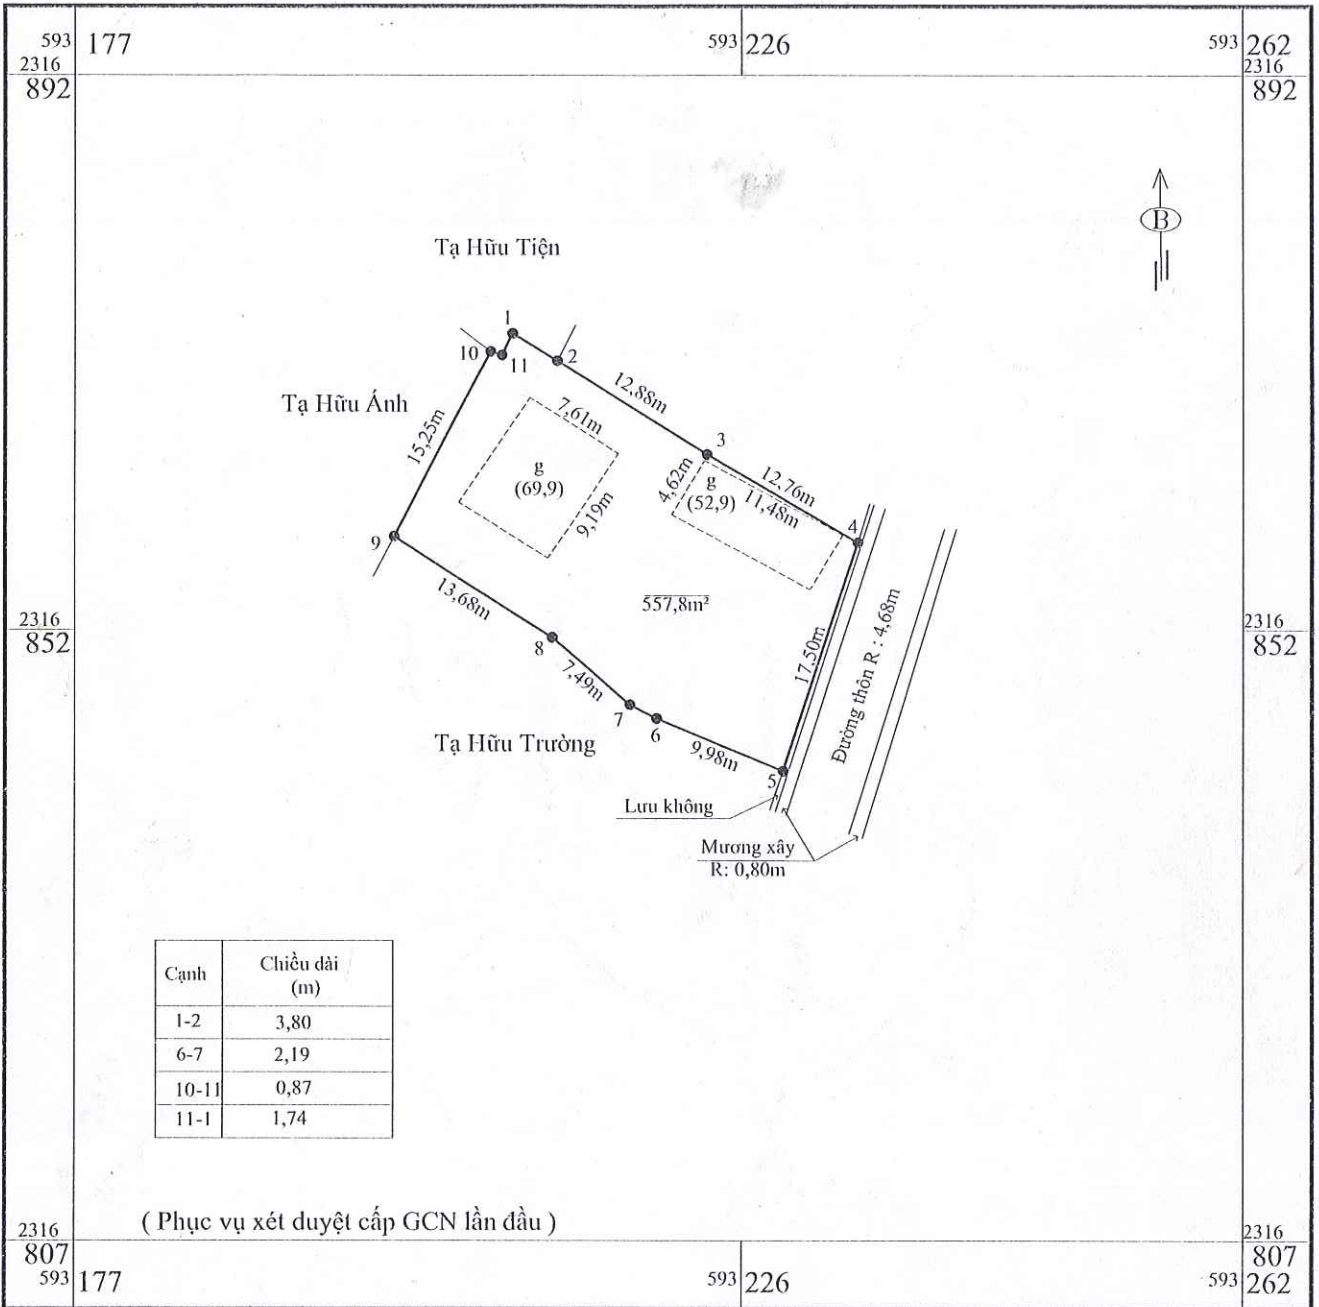 593 177
593 226
593 262
2316
892
2316
892
B
Tạ Hữu Tiện
1
10
11
2
12,88m
Tạ Hữu Ánh
7,61m
15,25m
3
g
(69,9)
4,62m
g
(52,9)
12,76m
11,48m
9,19m
4
9
13,68m
557,8m²
2316
852
2316
852
8
7,49m
17,50m
Đường thôn R : 4,68m
7
6
Tạ Hữu Trường
9,98m
5
Lưu không
Mương xây
R: 0,80m
Cạnh Chiều dài
(m)
1-2 3,80
6-7 2,19
10-11 0,87
11-1 1,74
( Phục vụ xét duyệt cấp GCN lần đầu )
2316
807
2316
807
593 177
593 226
593 262